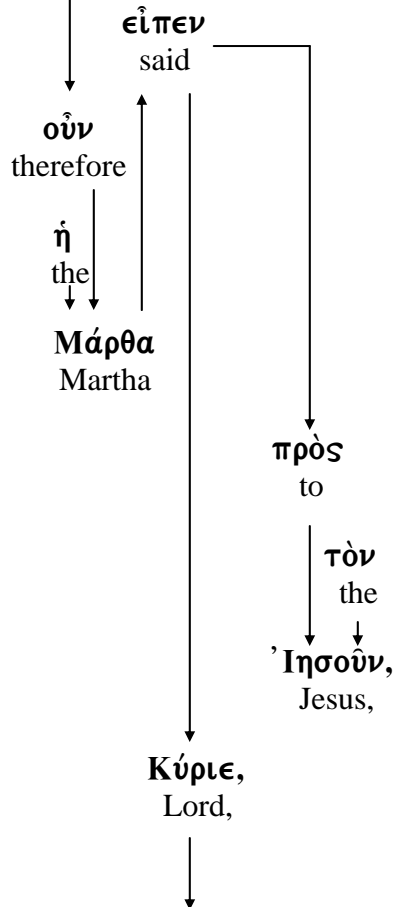 εἶπεν
said
οὖν
therefore
ἡ
the
Μάρθα
Martha
πρὸς
to
τὸν
the
Ἰησοῦν,
Jesus,
Κύριε,
Lord,